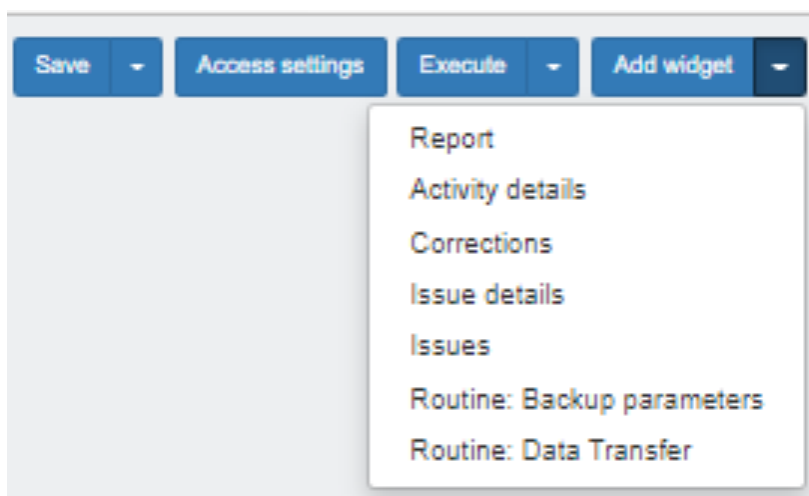 Save Access settings Execute Add widget
Report
Activity details
Corrections
Issue details
Issues
Routine: Backup parameters
Routine: Data Transfer